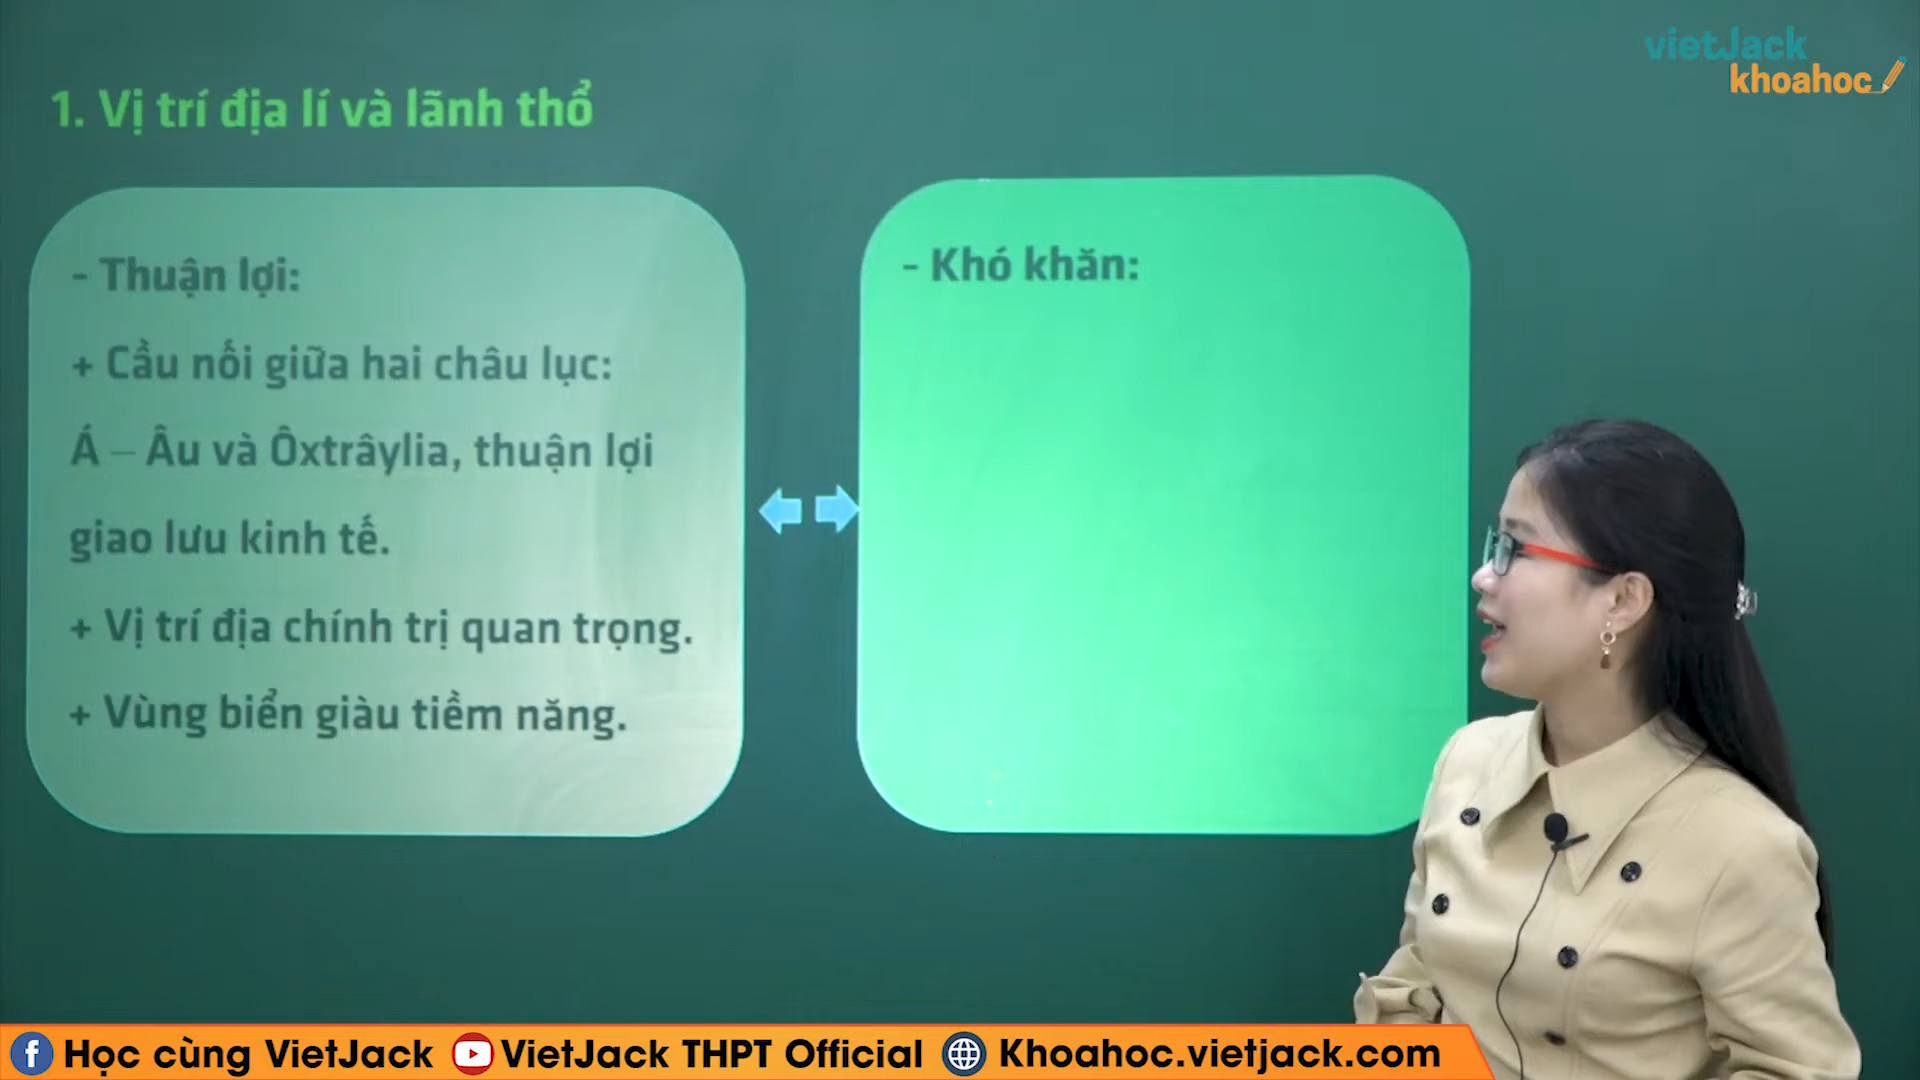 vietJack
khoahoc
1. Vị trí địa lí và lãnh thổ
- Thuận lợi:
+ Cầu nối giữa hai châu lục:
Á – Âu và Ôxtrâylia, thuận lợi
giao lưu kinh tế.
+ Vị trí địa chính trị quan trọng.
+ Vùng biển giàu tiềm năng.
- Khó khăn:
Học cùng VietJack VietJack THPT Official Khoahoc.vietjack.com